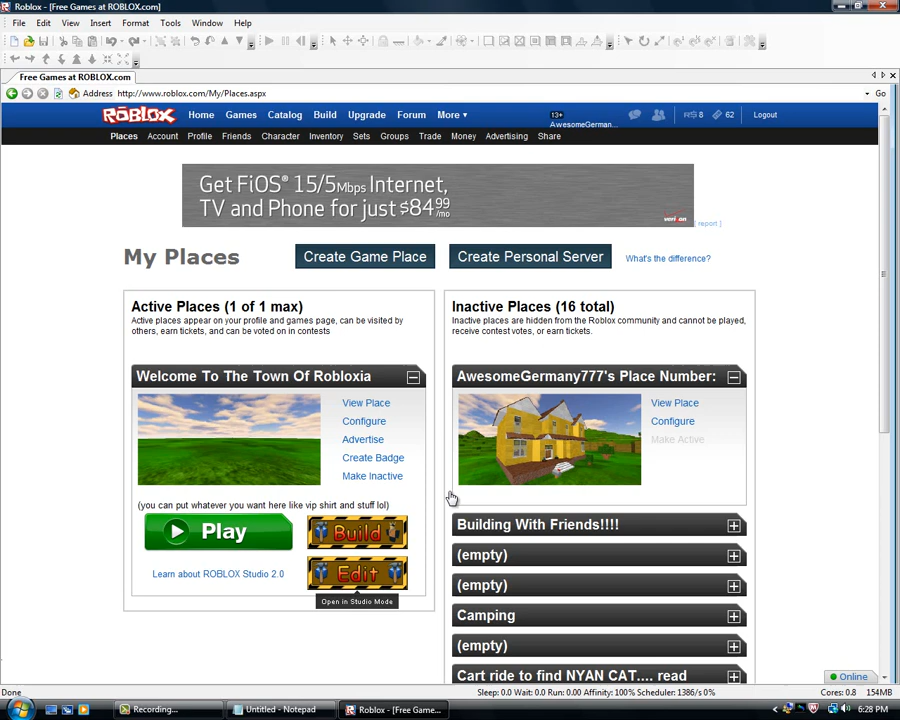 Roblox - [Free Games at ROBLOX.com]
File Edit View Insert Format Tools Window Help
Free Games at ROBLOX.com
Address http://www.roblox.com/My/Places.aspx Go
ROBLOX Home Games Catalog Build Upgrade Forum More 13+ AwesomeGerman... R$ 8 62 Logout
Places Account Profile Friends Character Inventory Sets Groups Trade Money Advertising Share
Get FiOS® 15/5Mbps Internet,
TV and Phone for just $84.99/mo
verizon
[ report ]
My Places Create Game Place Create Personal Server What's the difference?
Active Places (1 of 1 max)
Active places appear on your profile and games page, can be visited by
others, earn tickets, and can be voted on in contests
Welcome To The Town Of Robloxia
View Place
Configure
Advertise
Create Badge
Make Inactive
(you can put whatever you want here like vip shirt and stuff lol)
Play Build
Edit
Learn about ROBLOX Studio 2.0
Open in Studio Mode
Inactive Places (16 total)
Inactive places are hidden from the Roblox community and cannot be played,
receive contest votes, or earn tickets.
AwesomeGermany777's Place Number:
View Place
Configure
Make Active
Building With Friends!!!!
(empty)
(empty)
Camping
(empty)
Cart ride to find NYAN CAT.... read
Online
Done Sleep: 0.0 Wait: 0.0 Run: 0.00 Affinity: 100% Scheduler: 1386/s 0% Cores: 0.8 154MB
Recording... Untitled - Notepad Roblox - [Free Game... 6:28 PM